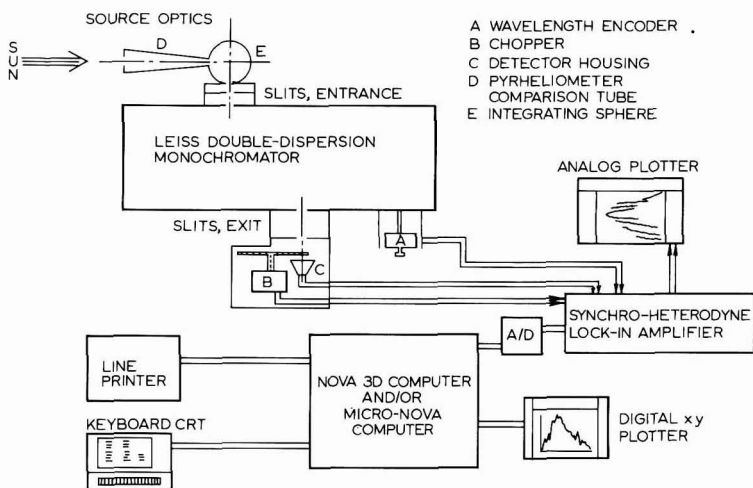 SOURCE OPTICS
SUN
D
E
SLITS, ENTRANCE
A WAVELENGTH ENCODER
B CHOPPER
C DETECTOR HOUSING
D PYRHELIOMETER
COMPARISON TUBE
E INTEGRATING SPHERE
LEISS DOUBLE-DISPERSION
MONOCHROMATOR
ANALOG PLOTTER
SLITS, EXIT
A
B
C
SYNCHRO-HETERODYNE
LOCK-IN AMPLIFIER
A/D
LINE
PRINTER
NOVA 3D COMPUTER
AND/OR
MICRO-NOVA
COMPUTER
KEYBOARD CRT
DIGITAL xy
PLOTTER